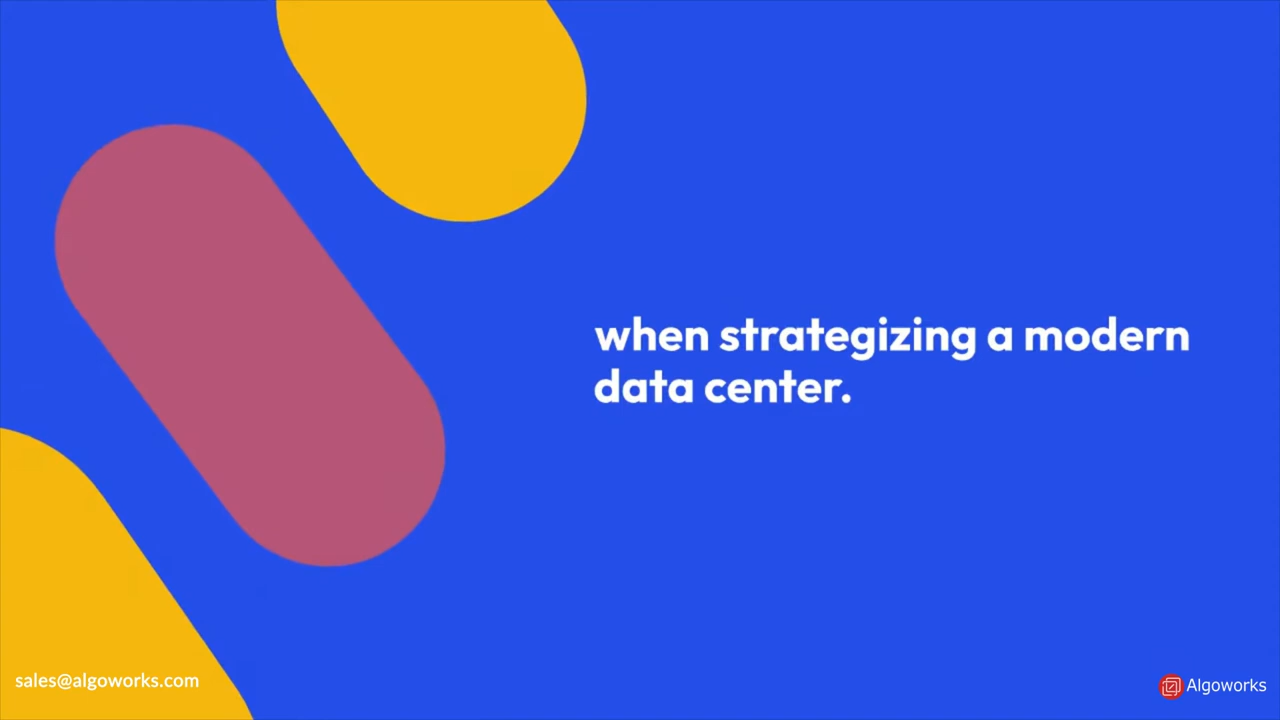 when strategizing a modern
data center.
sales@algoworks.com
Algoworks